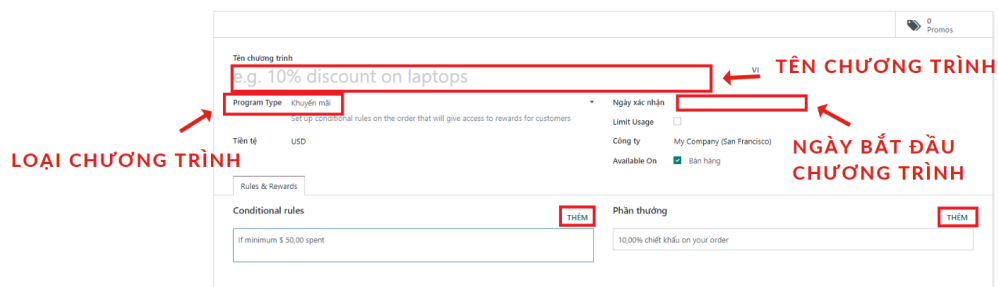 0
Promos
Tên chương trình
e.g. 10% discount on laptops
VI
TÊN CHƯƠNG TRÌNH
Program Type Khuyến mãi
Set up conditional rules on the order that will give access to rewards for customers
Ngày xác nhận
Limit Usage
Tiền tệ USD
Công ty My Company (San Francisco)
Available On Bán hàng
LOẠI CHƯƠNG TRÌNH
NGÀY BẮT ĐẦU
CHƯƠNG TRÌNH
Rules & Rewards
Conditional rules
THÊM
If minimum $ 50,00 spent
Phần thưởng
THÊM
10,00% chiết khấu on your order